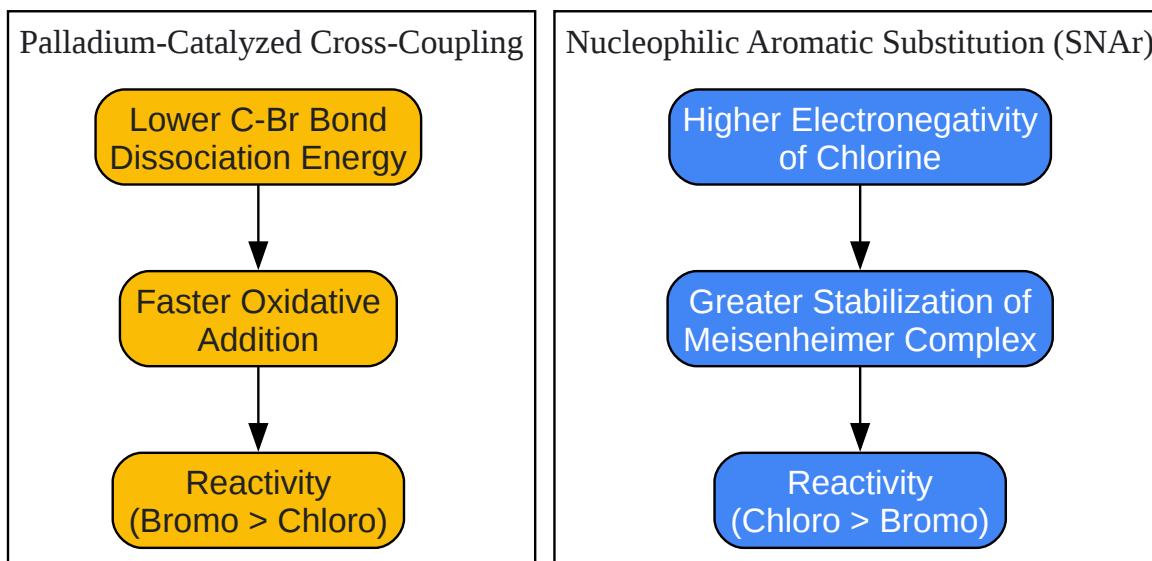 Palladium-Catalyzed Cross-Coupling
Lower C-Br Bond
Dissociation Energy
Faster Oxidative
Addition
Reactivity
(Bromo > Chloro)
Nucleophilic Aromatic Substitution (SNAr)
Higher Electronegativity
of Chlorine
Greater Stabilization of
Meisenheimer Complex
Reactivity
(Chloro > Bromo)